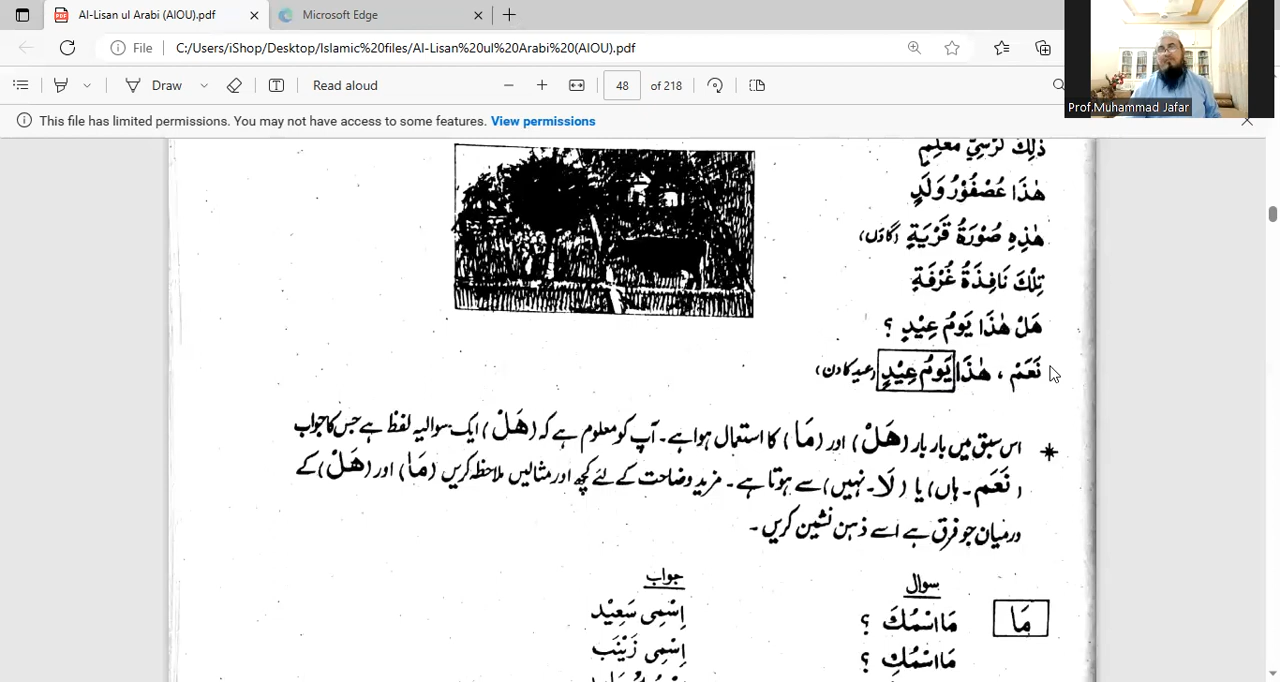 Al-Lisan ul Arabi (AIOU).pdf
Microsoft Edge
File
C:/Users/iShop/Desktop/Islamic%20files/Al-Lisan%20ul%20Arabi%20(AIOU).pdf
Draw
Read aloud
48 of 218
Prof.Muhammad Jafar
This file has limited permissions. You may not have access to some features. View permissions
ذٰلِكَ كُرْسِيُّ مُعَلِّمٍ
هٰذَا عُصْفُوْرُ وَلَدٍ
هٰذِهِ صُوْرَةُ قَرْيَةٍ (گاؤں)
تِلْكَ نَافِذَةُ غُرْفَةٍ
هَلْ هٰذَا يَومُ عِيْدٍ ؟
نَعَمْ ، هٰذَا يَومُ عِيْدٍ (عید کا دن)
اس سبق میں بار بار (هَلْ) اور (مَا) کا استعمال ہوا ہے۔ آپ کو معلوم ہے کہ (هَلْ) ایک سوالیہ لفظ ہے جس کا جواب
(نَعَم ۔ ہاں) یا (لَا۔ نہیں) سے ہوتا ہے۔ مزید وضاحت کے لئے کچھ اور مثالیں ملاحظہ کریں (مَا) اور (هَلْ) کے
درمیان جو فرق ہے اسے ذہن نشین کریں ۔
سوال جواب
مَا
مَا اسْمُكَ ؟ اِسْمِی سَعِیْد
مَا اسْمُكِ ؟ اِسْمِی زَیْنَب